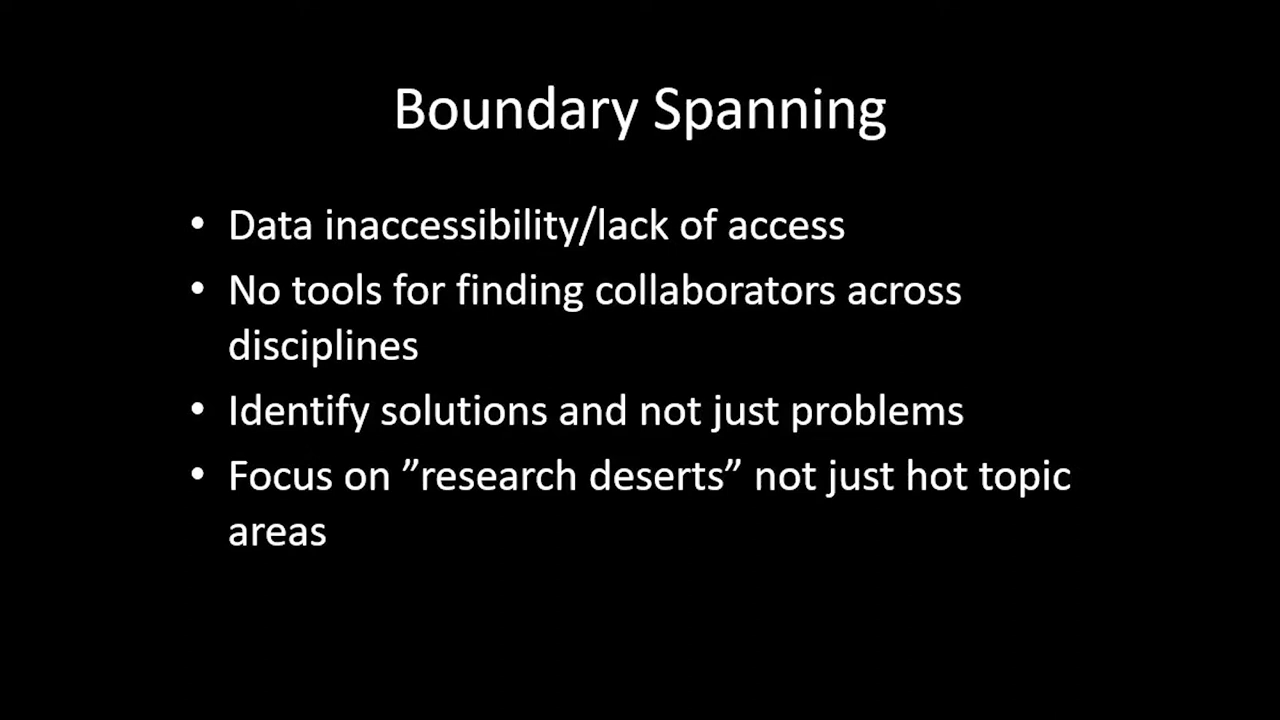 Boundary Spanning
• Data inaccessibility/lack of access
• No tools for finding collaborators across
disciplines
• Identify solutions and not just problems
• Focus on ”research deserts” not just hot topic
areas